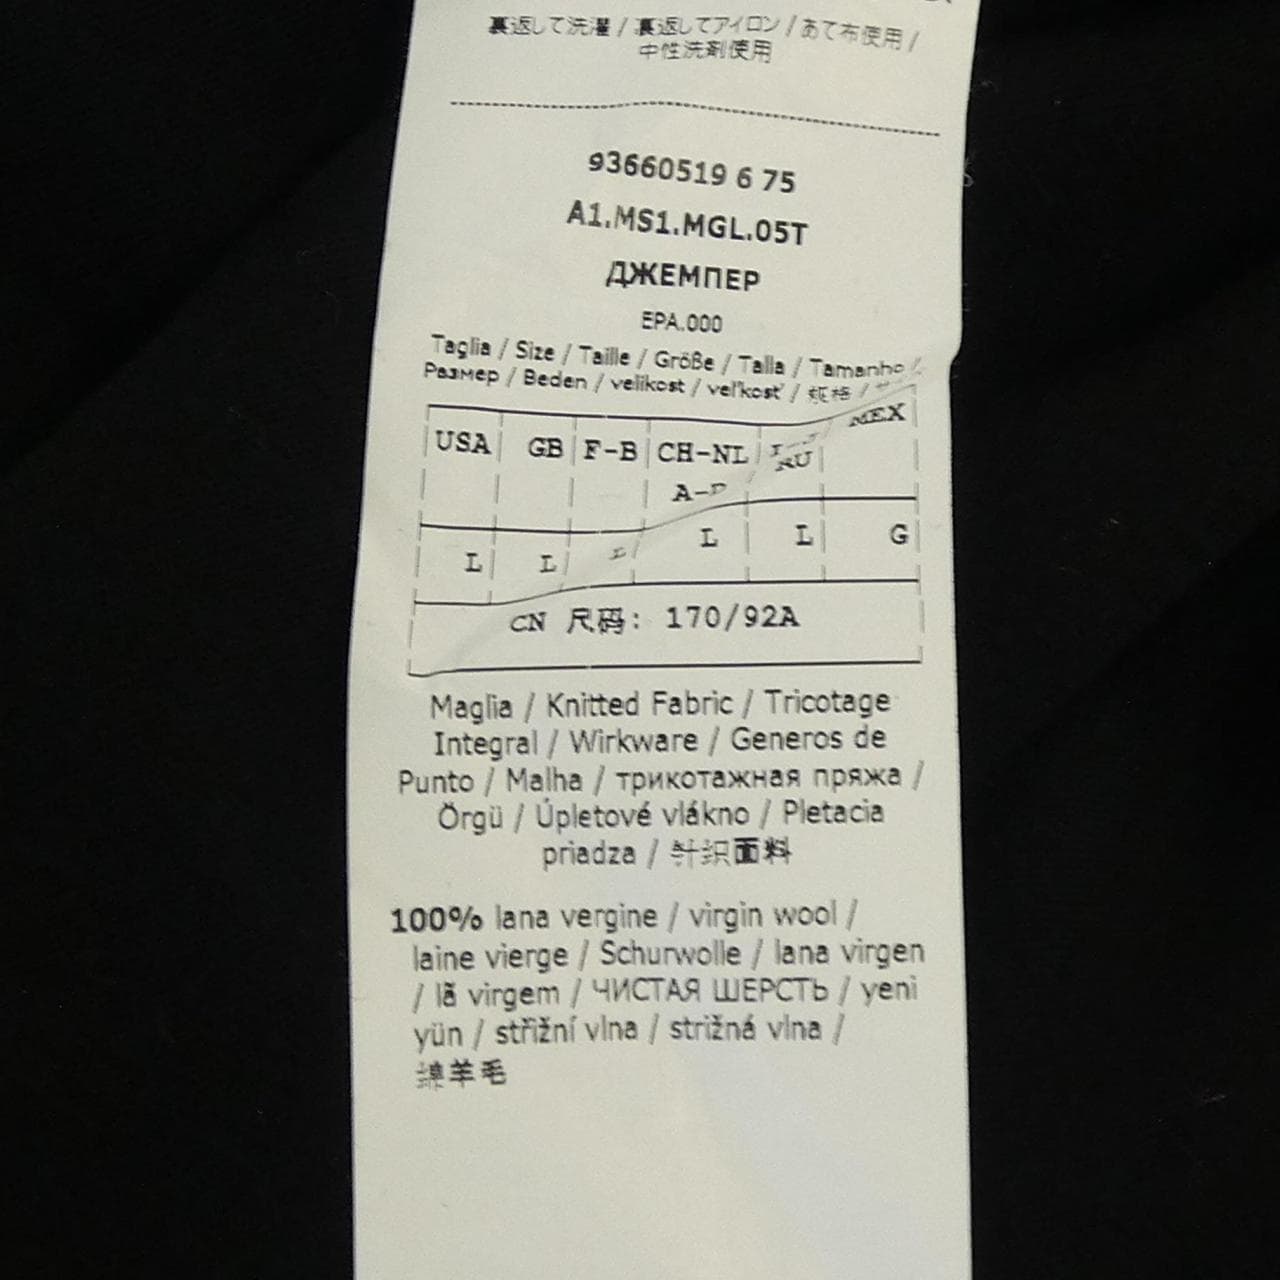 裏返して洗濯 / 裏返してアイロン / あて布使用 /
中性洗剤使用
93660519 6 75
A1.MS1.MGL.05T
ДЖЕМПЕР
EPA.000
Taglia / Size / Taille / Größe / Talla / Tamanho /
Размер / Beden / velikost / veľkosť / 规格 /
USA GB F-B CH-NL RU MEX
A-D
L L L L L G
CN 尺码: 170/92A
Maglia / Knitted Fabric / Tricotage
Integral / Wirkware / Generos de
Punto / Malha / трикотажная пряжа /
Örgü / Úpletové vlákno / Pletacia
priadza / 针织面料
100% lana vergine / virgin wool /
laine vierge / Schurwolle / lana virgen
/ lã virgem / ЧИСТАЯ ШЕРСТЬ / yeni
yün / střižní vlna / strižná vlna /
绵羊毛